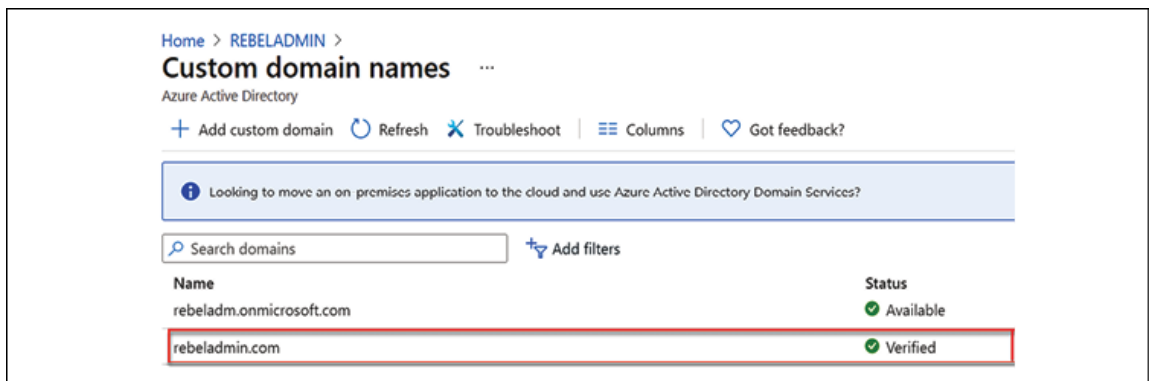 Home > REBELADMIN >
Custom domain names ...
Azure Active Directory
+ Add custom domain Refresh Troubleshoot Columns Got feedback?
Looking to move an on-premises application to the cloud and use Azure Active Directory Domain Services?
Search domains Add filters
Name Status
rebeladm.onmicrosoft.com Available
rebeladmin.com Verified